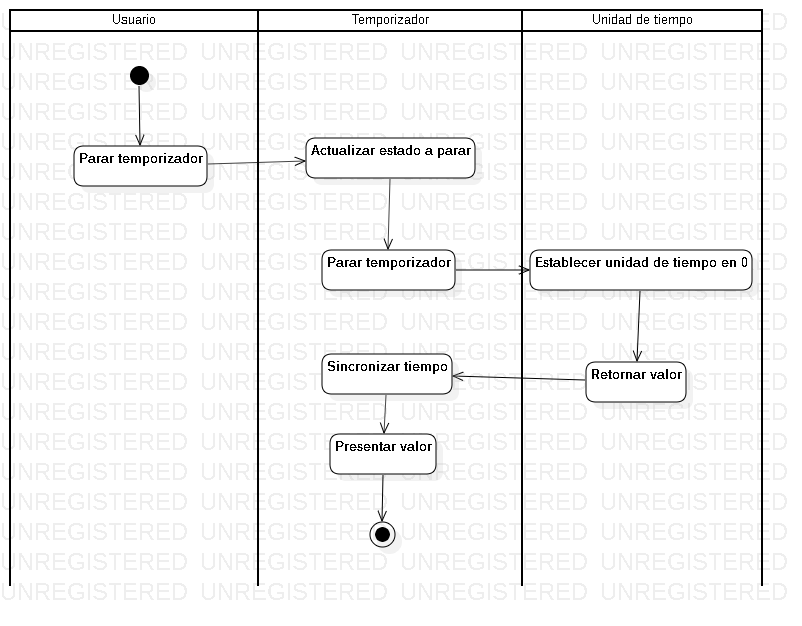 Usuario
Temporizador
Unidad de tiempo
Parar temporizador
Actualizar estado a parar
Parar temporizador
Establecer unidad de tiempo en 0
Sincronizar tiempo
Retornar valor
Presentar valor
UNREGISTERED UNREGISTERED UNREGISTERED UNREGISTERED